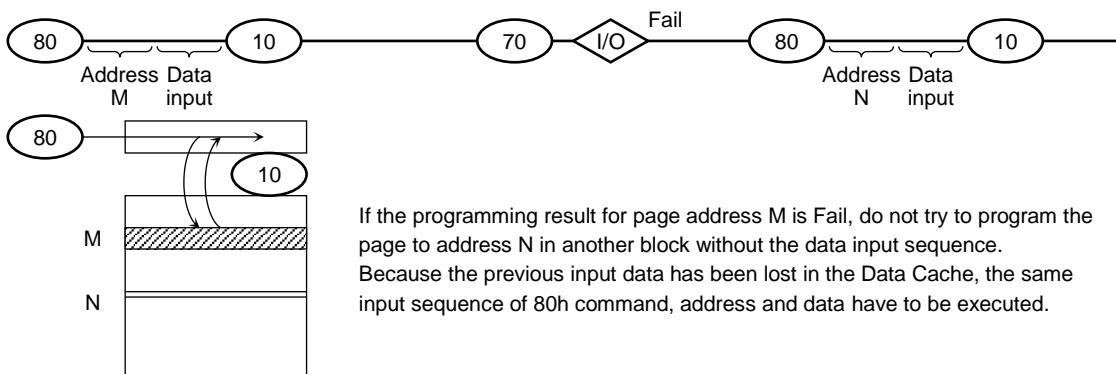 80 10 70 I/O Fail 80 10
Address Data Address Data
M input N input
80
10
M
N
If the programming result for page address M is Fail, do not try to program the
page to address N in another block without the data input sequence.
Because the previous input data has been lost in the Data Cache, the same
input sequence of 80h command, address and data have to be executed.